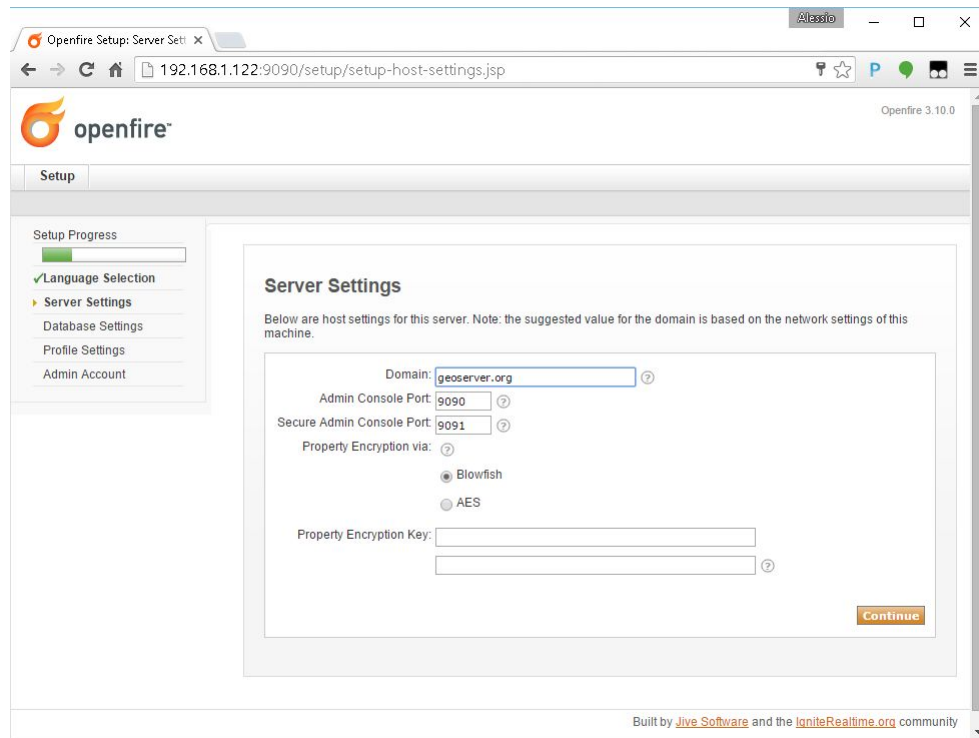 Alessio
Openfire Setup: Server Sett
192.168.1.122:9090/setup/setup-host-settings.jsp
openfire™
Openfire 3.10.0
Setup
Setup Progress
Language Selection
Server Settings
Database Settings
Profile Settings
Admin Account
Server Settings
Below are host settings for this server. Note: the suggested value for the domain is based on the network settings of this
machine.
Domain: geoserver.org
Admin Console Port: 9090
Secure Admin Console Port: 9091
Property Encryption via:
Blowfish
AES
Property Encryption Key:
Continue
Built by Jive Software and the IgniteRealtime.org community